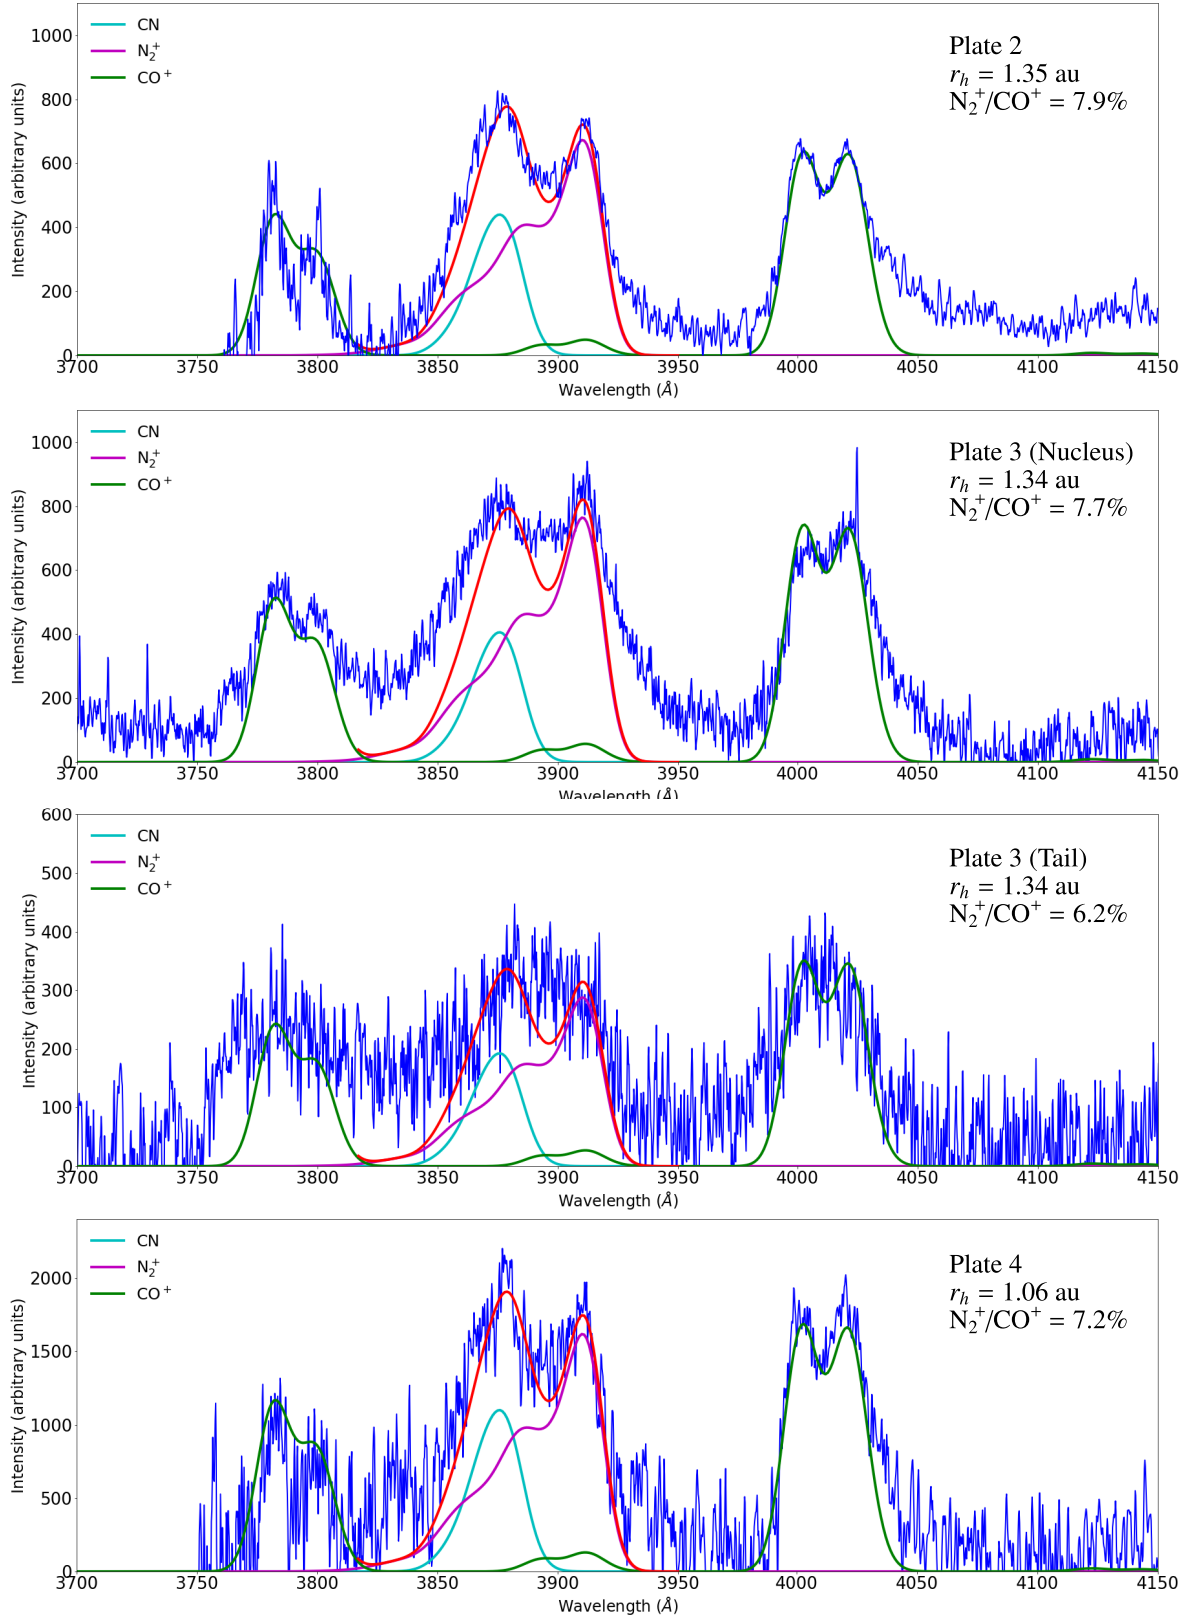 CN
N₂⁺
CO⁺
Plate 2
r_h = 1.35 au
N₂⁺/CO⁺ = 7.9%
Intensity (arbitrary units)
1000
800
600
400
200
0
3700 3750 3800 3850 3900 3950 4000 4050 4100 4150
Wavelength (Å)
CN
N₂⁺
CO⁺
Plate 3 (Nucleus)
r_h = 1.34 au
N₂⁺/CO⁺ = 7.7%
Intensity (arbitrary units)
1000
800
600
400
200
0
3700 3750 3800 3850 3900 3950 4000 4050 4100 4150
Wavelength (Å)
CN
N₂⁺
CO⁺
Plate 3 (Tail)
r_h = 1.34 au
N₂⁺/CO⁺ = 6.2%
Intensity (arbitrary units)
600
500
400
300
200
100
0
3700 3750 3800 3850 3900 3950 4000 4050 4100 4150
Wavelength (Å)
CN
N₂⁺
CO⁺
Plate 4
r_h = 1.06 au
N₂⁺/CO⁺ = 7.2%
Intensity (arbitrary units)
2000
1500
1000
500
0
3700 3750 3800 3850 3900 3950 4000 4050 4100 4150
Wavelength (Å)